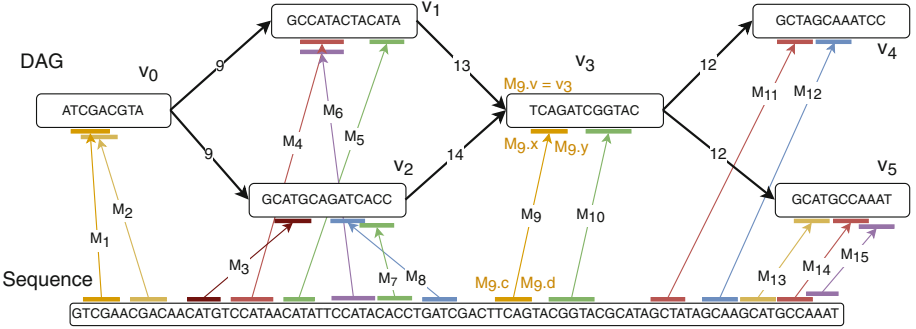 GCCATACTACATA
v1
GCTAGCAAATCC
v4
DAG
v0
9
13
v3
12
M9.v = v3
ATCGACGTA
M6
TCAGATCGGTAC
M11
M12
M4
M5
M9.x
M9.y
9
v2
14
12
v5
GCATGCAGATCACC
GCATGCCAAAT
M2
M1
M9
M10
M3
M7
M8
M13
M14
M15
Sequence
M9.c
M9.d
GTCGAACGACAACATGTCCATAACATATTCCATACACCTGATCGACTTCAGTACGGTACGCATAGCTATAGCAAGCATGCCAAAT